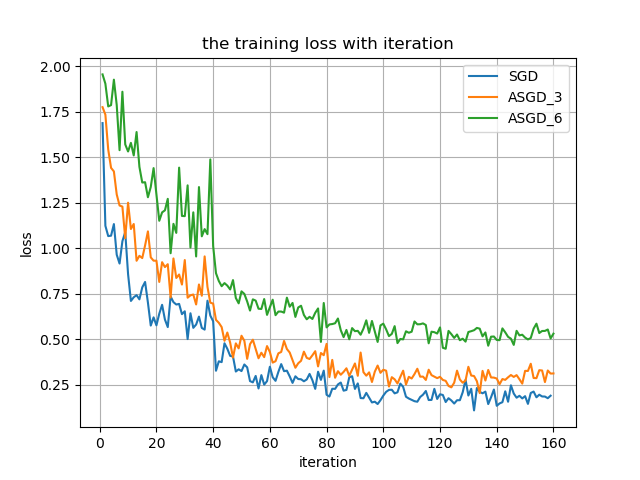 the training loss with iteration
SGD
ASGD_3
ASGD_6
2.00
1.75
1.50
1.25
1.00
0.75
0.50
0.25
loss
0 20 40 60 80 100 120 140 160
iteration